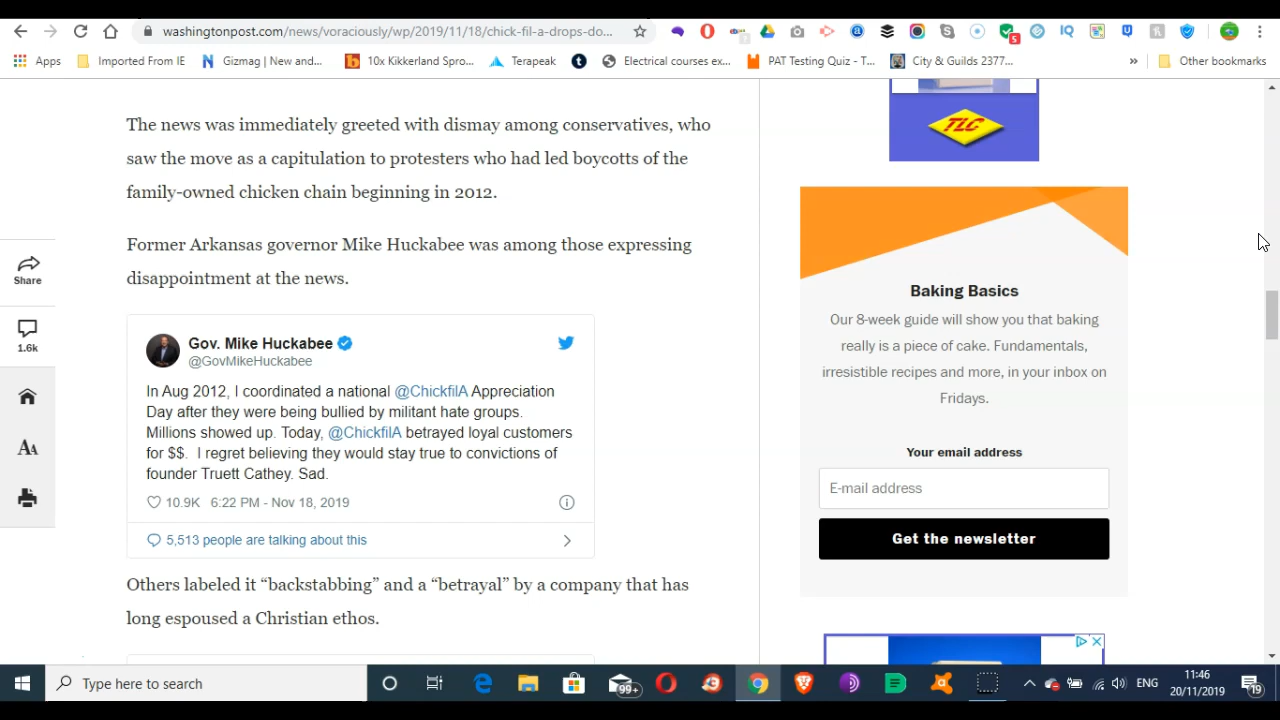 washingtonpost.com/news/voraciously/wp/2019/11/18/chick-fil-a-drops-do...
5
IQ
Apps
Imported From IE
Gizmag | New and...
10x Kikkerland Spro...
Terapeak
Electrical courses ex...
PAT Testing Quiz - T...
City & Guilds 2377...
»
Other bookmarks
The news was immediately greeted with dismay among conservatives, who
saw the move as a capitulation to protesters who had led boycotts of the
family-owned chicken chain beginning in 2012.
Former Arkansas governor Mike Huckabee was among those expressing
disappointment at the news.
Share
1.6k
AA
Gov. Mike Huckabee
@GovMikeHuckabee
In Aug 2012, I coordinated a national @ChickfilA Appreciation
Day after they were being bullied by militant hate groups.
Millions showed up. Today, @ChickfilA betrayed loyal customers
for $$.  I regret believing they would stay true to convictions of
founder Truett Cathey. Sad.
10.9K 6:22 PM - Nov 18, 2019
5,513 people are talking about this
Others labeled it “backstabbing” and a “betrayal” by a company that has
long espoused a Christian ethos.
TLC
Baking Basics
Our 8-week guide will show you that baking
really is a piece of cake. Fundamentals,
irresistible recipes and more, in your inbox on
Fridays.
Your email address
E-mail address
Get the newsletter
Type here to search
99+
ENG
11:46
20/11/2019
19